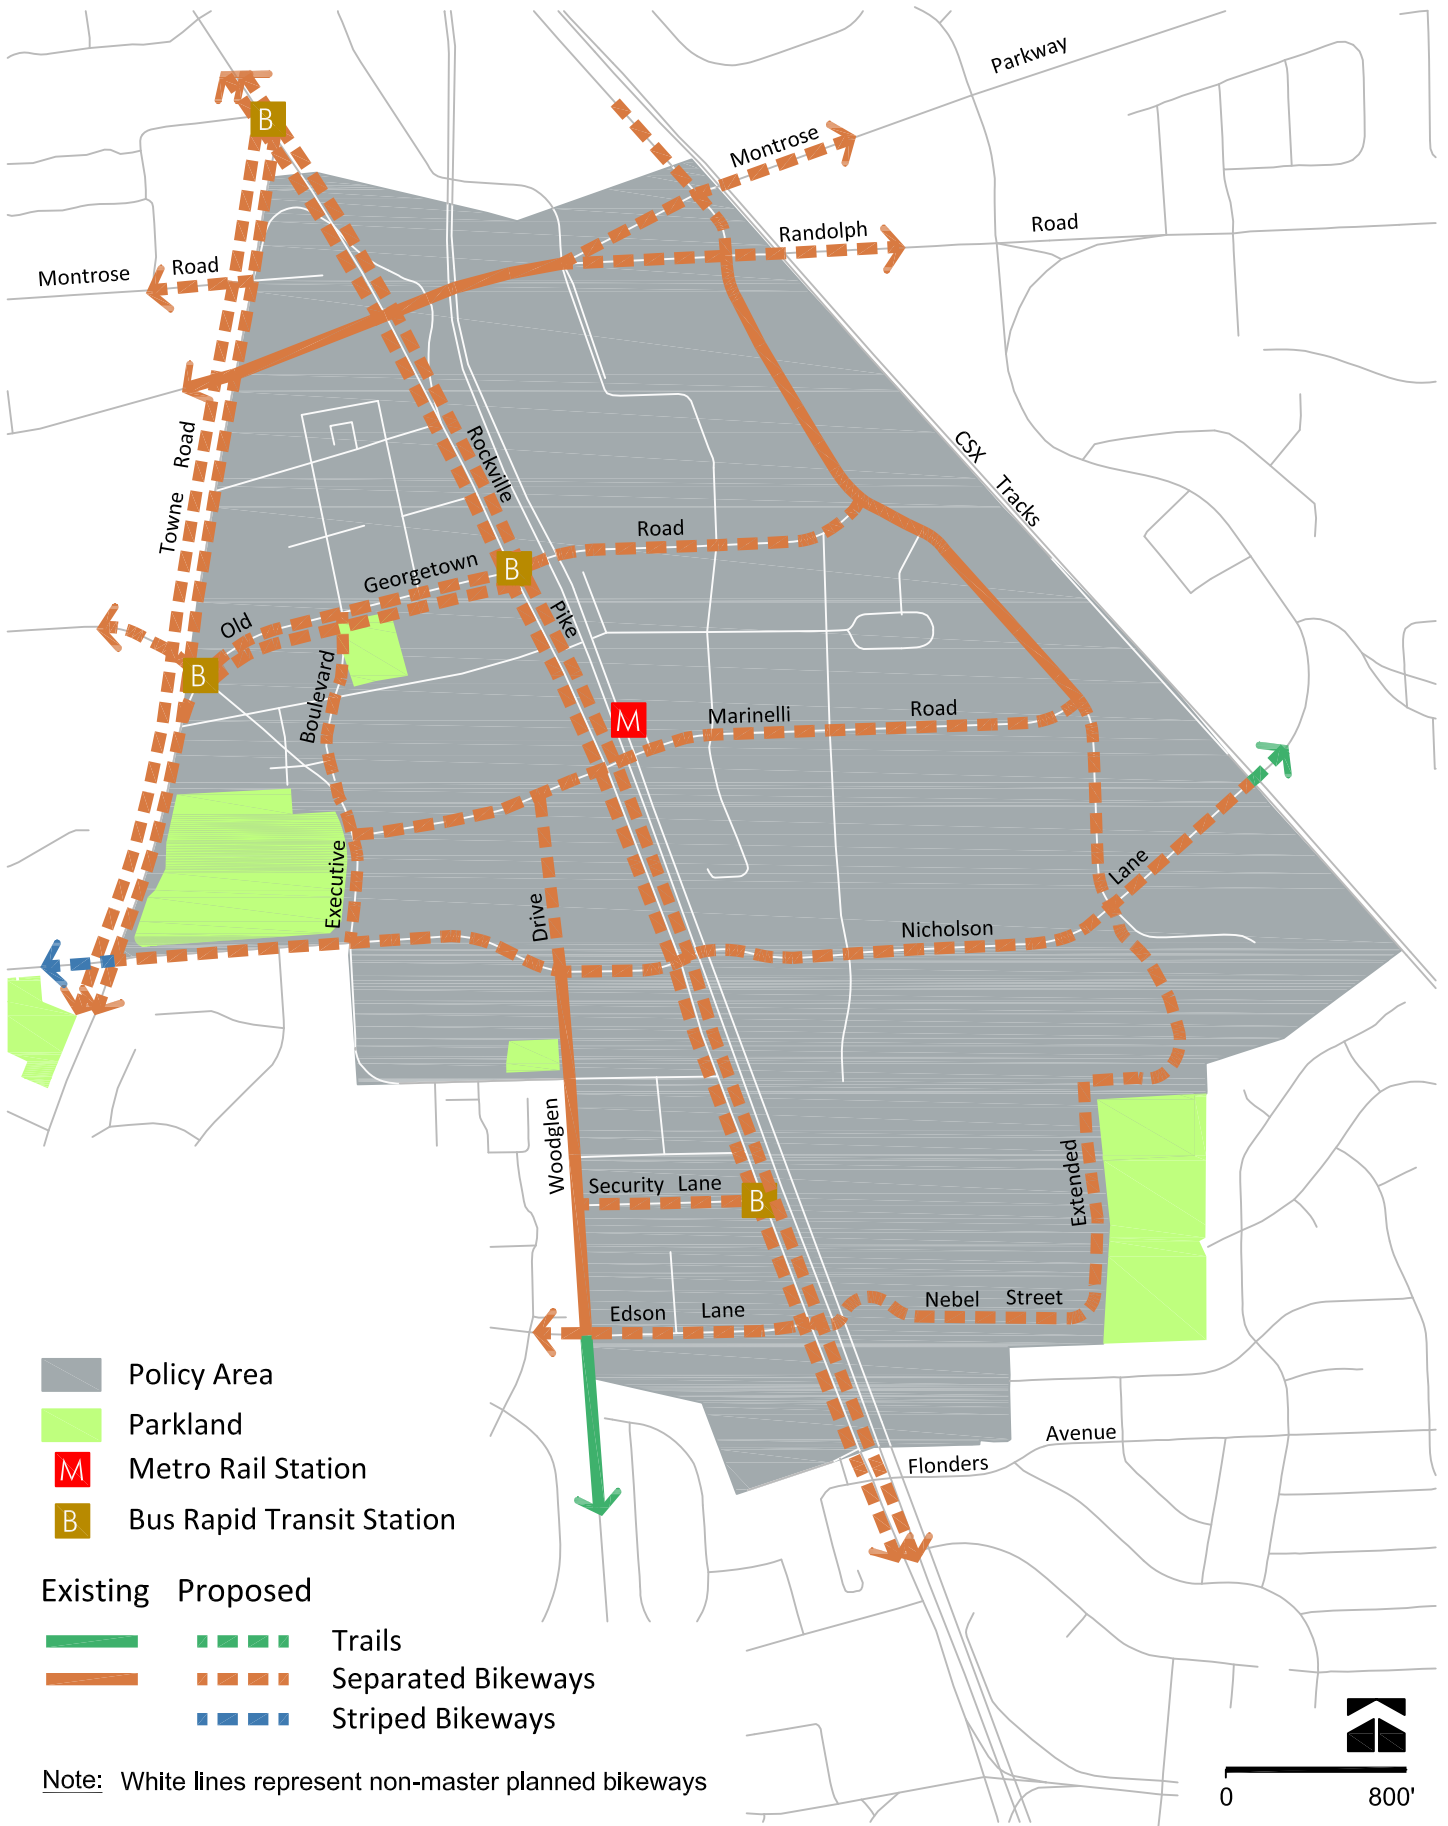 Parkway
Montrose
Randolph
Road
Montrose Road
B
Towne Road
Rockville Pike
CSX Tracks
Old Georgetown Road
B
B
Boulevard
Executive
M
Marinelli Road
Lane
Nicholson
Drive
Woodglen
Security Lane
B
Extended
Edson Lane
Nebel Street
Avenue
Flonders
Policy Area
Parkland
M Metro Rail Station
B Bus Rapid Transit Station
Existing Proposed
Trails
Separated Bikeways
Striped Bikeways
Note: White lines represent non-master planned bikeways
0 800'